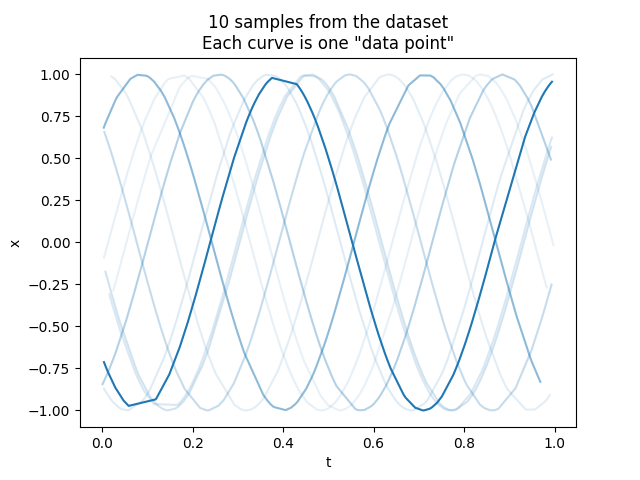 10 samples from the dataset
Each curve is one "data point"
1.00
0.75
0.50
0.25
0.00
−0.25
−0.50
−0.75
−1.00
x
0.0 0.2 0.4 0.6 0.8 1.0
t